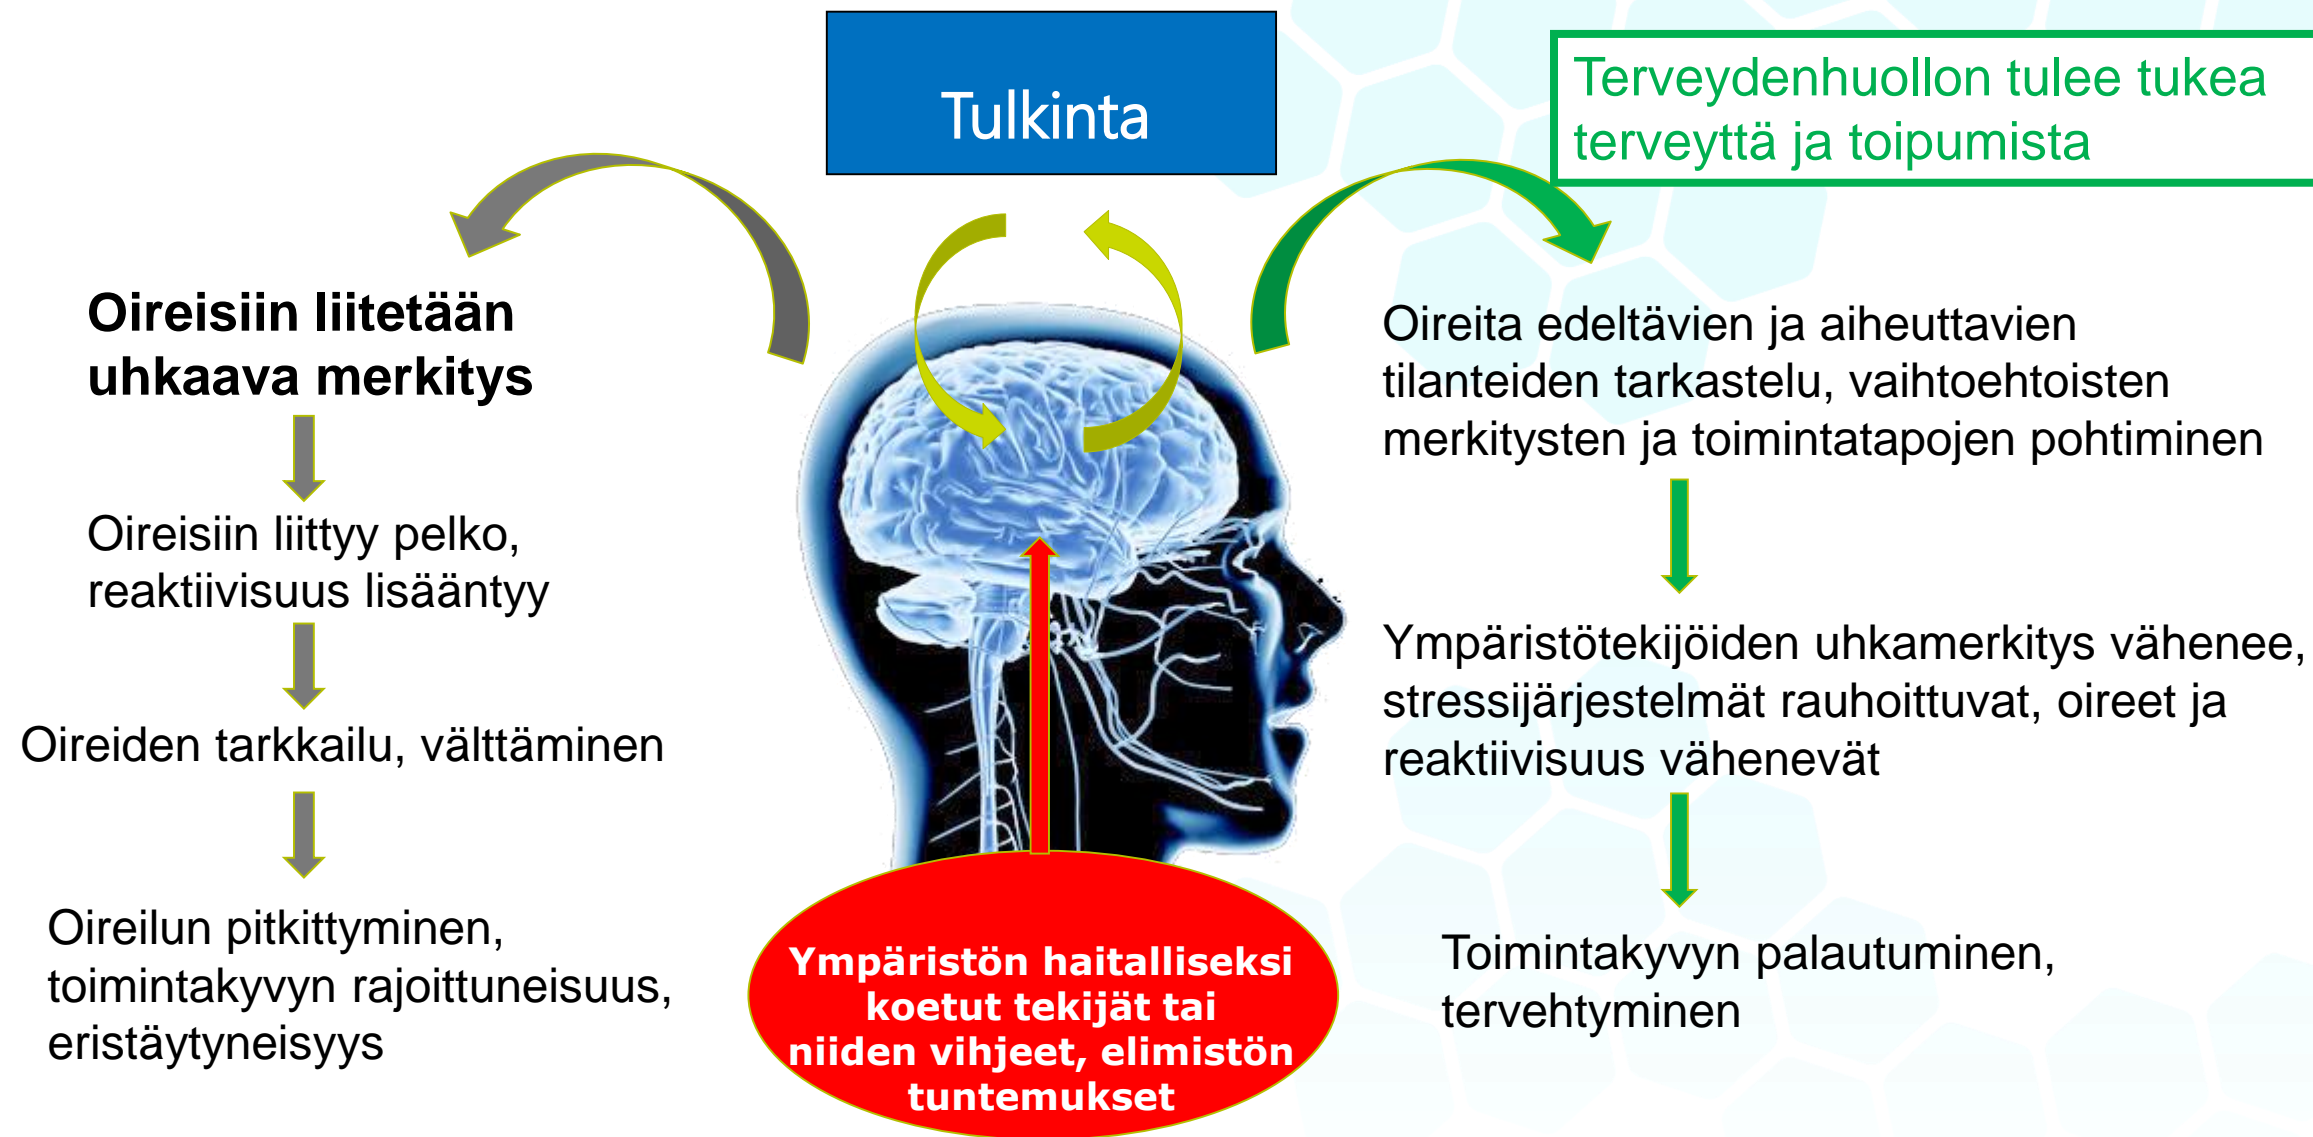 Tulkinta
Terveydenhuollon tulee tukea
terveyttä ja toipumista
Oireisiin liitetään
uhkaava merkitys
Oireisiin liittyy pelko,
reaktiivisuus lisääntyy
Oireiden tarkkailu, välttäminen
Oireilun pitkittyminen,
toimintakyvyn rajoittuneisuus,
eristäytyneisyys
Ympäristön haitalliseksi
koetut tekijät tai
niiden vihjeet, elimistön
tuntemukset
Oireita edeltävien ja aiheuttavien
tilanteiden tarkastelu, vaihtoehtoisten
merkitysten ja toimintatapojen pohtiminen
Ympäristötekijöiden uhkamerkitys vähenee,
stressijärjestelmät rauhoittuvat, oireet ja
reaktiivisuus vähenevät
Toimintakyvyn palautuminen,
tervehtyminen